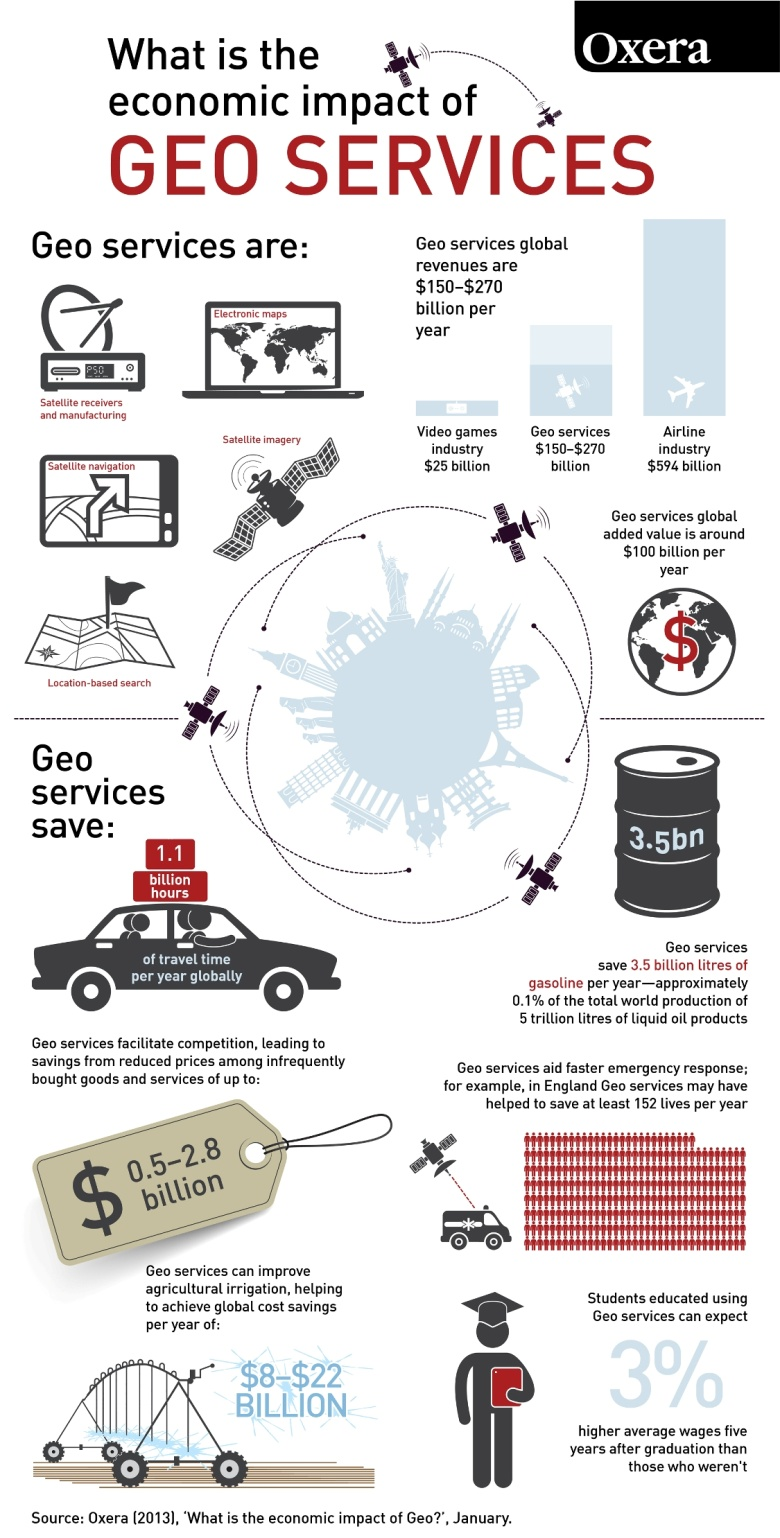 Oxera
What is the
economic impact of
GEO SERVICES
Geo services are:
Satellite receivers
and manufacturing
PSO
Electronic maps
Satellite navigation
Satellite imagery
Location-based search
Geo services global
revenues are
$150–$270
billion per
year
Video games
industry
$25 billion
Geo services
$150–$270
billion
Airline
industry
$594 billion
Geo services global
added value is around
$100 billion per
year
$
Geo
services
save:
1.1
billion
hours
of travel time
per year globally
3.5bn
Geo services
save 3.5 billion litres of
gasoline per year—approximately
0.1% of the total world production of
5 trillion litres of liquid oil products
Geo services facilitate competition, leading to
savings from reduced prices among infrequently
bought goods and services of up to:
$ 0.5–2.8
billion
Geo services aid faster emergency response;
for example, in England Geo services may have
helped to save at least 152 lives per year
Geo services can improve
agricultural irrigation, helping
to achieve global cost savings
per year of:
$8–$22
BILLION
Students educated using
Geo services can expect
3%
higher average wages five
years after graduation than
those who weren't
Source: Oxera (2013), ‘What is the economic impact of Geo?’, January.